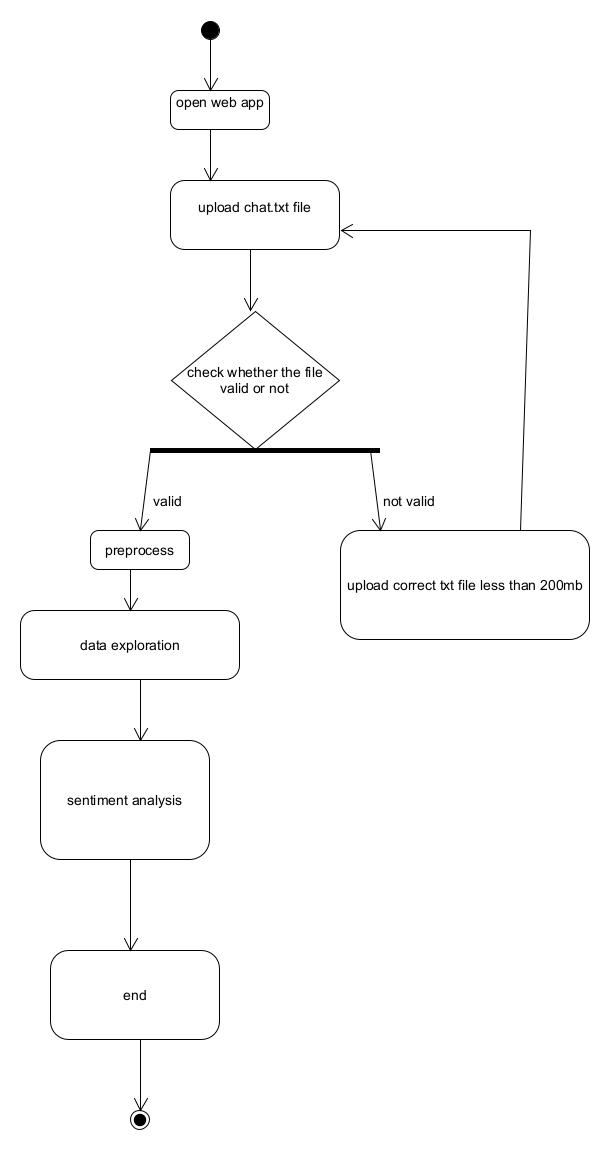 open web app
upload chat.txt file
check whether the file
valid or not
valid
not valid
preprocess
upload correct txt file less than 200mb
data exploration
sentiment analysis
end